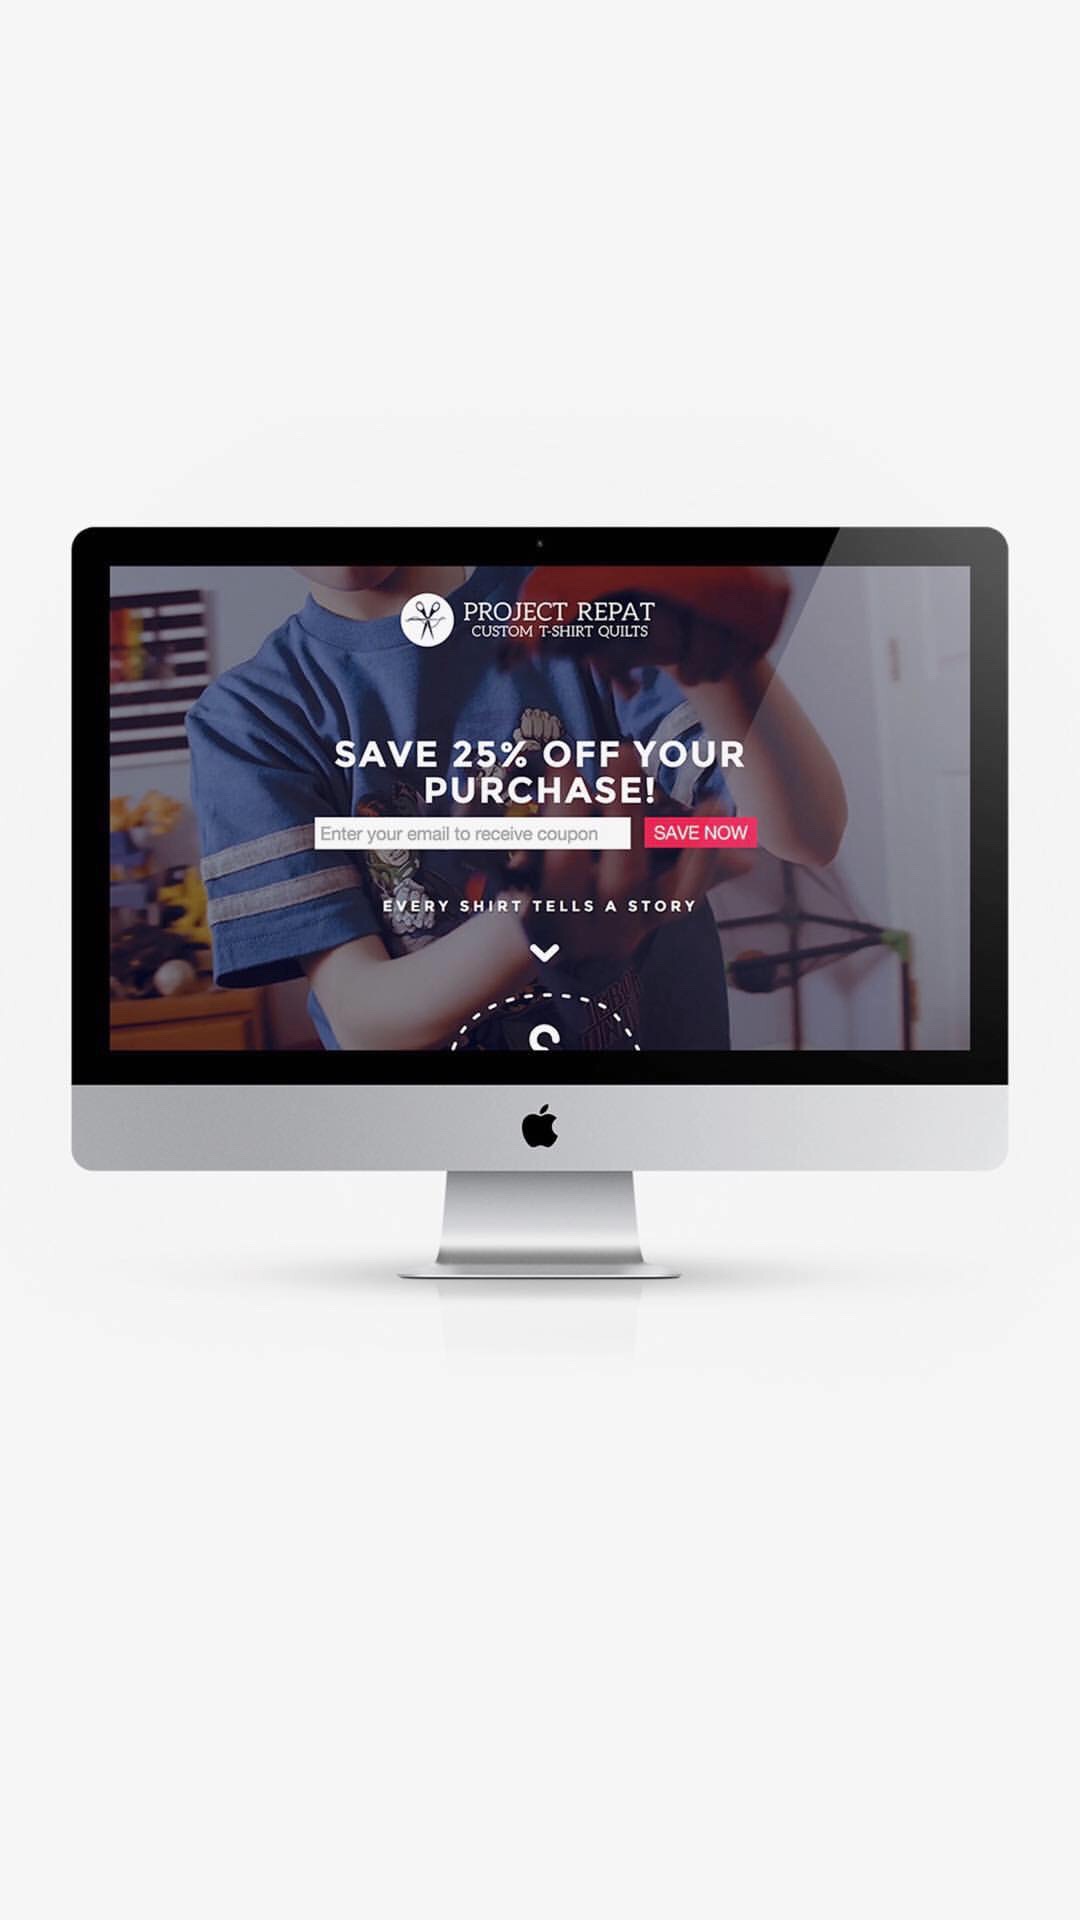 PROJECT REPAT
CUSTOM T-SHIRT QUILTS
SAVE 25% OFF YOUR
PURCHASE!
Enter your email to receive coupon
SAVE NOW
EVERY SHIRT TELLS A STORY